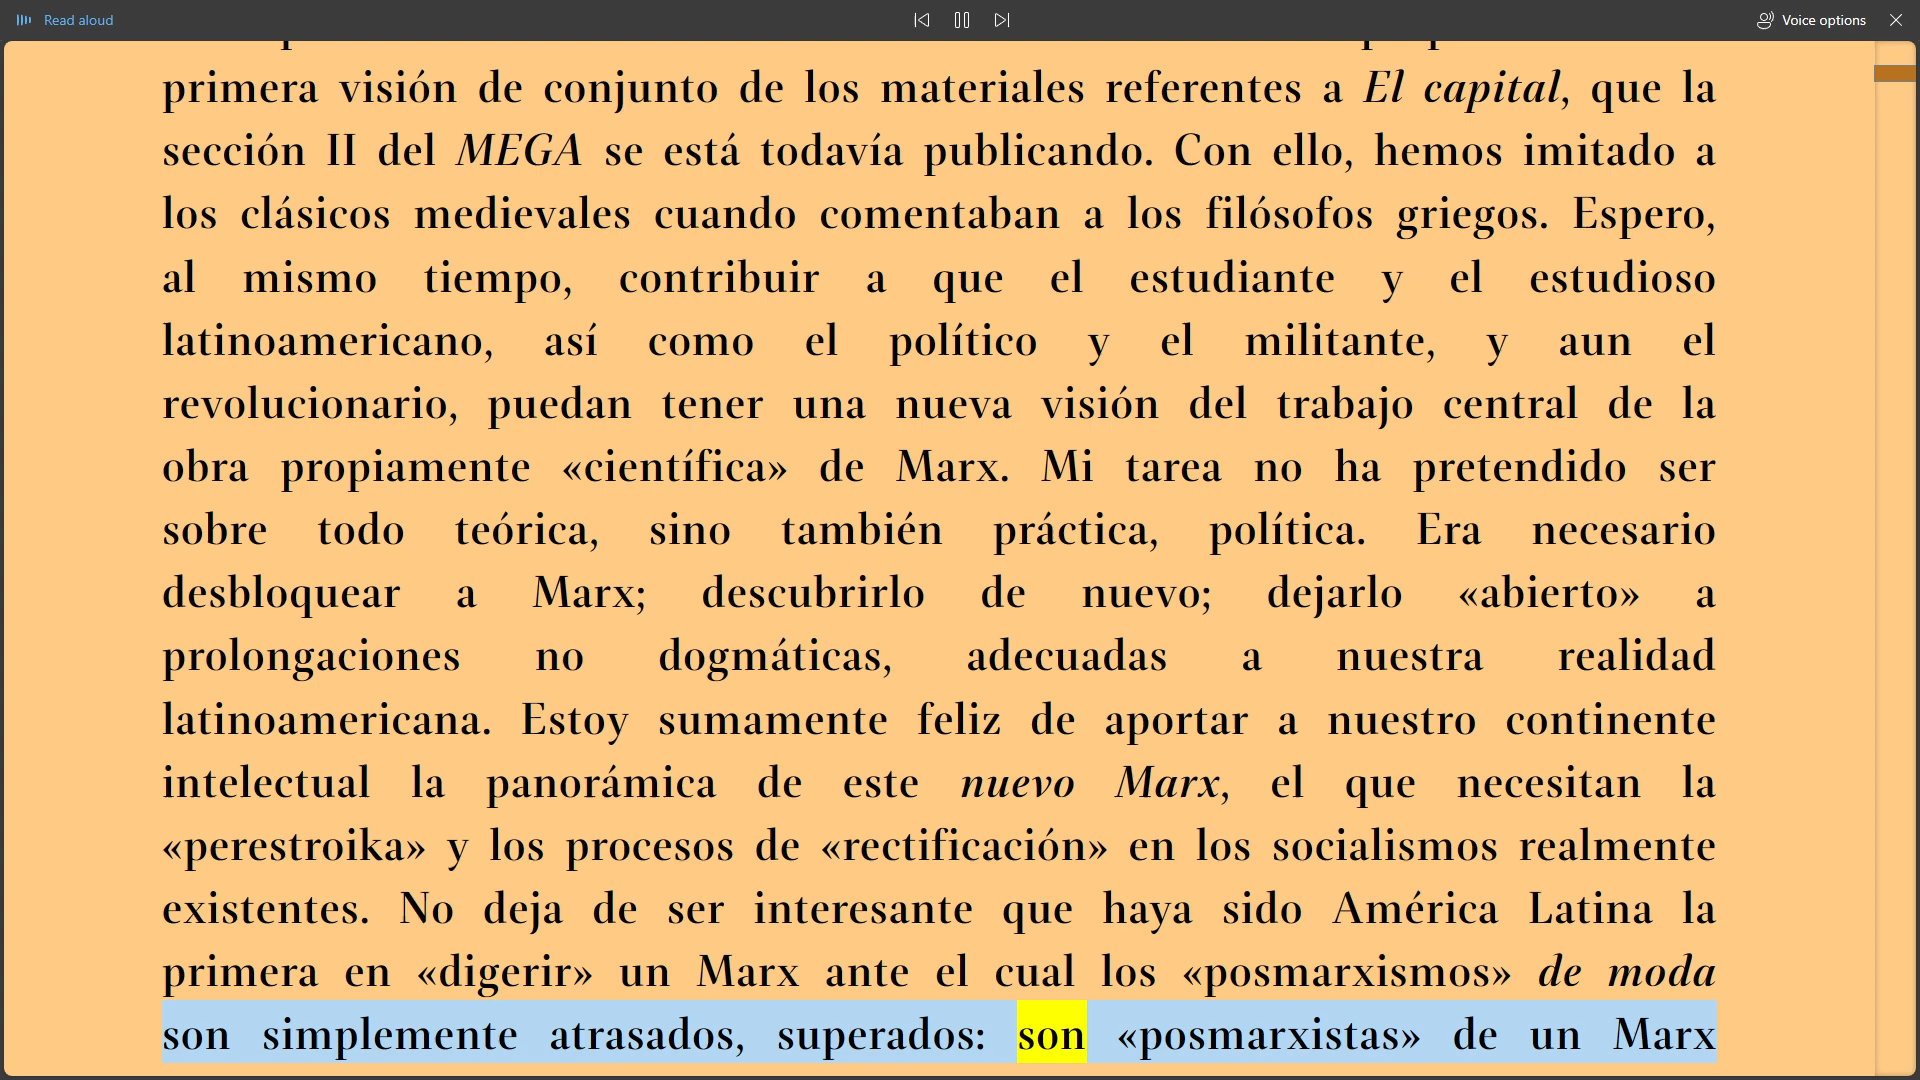 Read aloud
Voice options
primera visión de conjunto de los materiales referentes a El capital, que la
sección II del MEGA se está todavía publicando. Con ello, hemos imitado a
los clásicos medievales cuando comentaban a los filósofos griegos. Espero,
al mismo tiempo, contribuir a que el estudiante y el estudioso
latinoamericano, así como el político y el militante, y aun el
revolucionario, puedan tener una nueva visión del trabajo central de la
obra propiamente «científica» de Marx. Mi tarea no ha pretendido ser
sobre todo teórica, sino también práctica, política. Era necesario
desbloquear a Marx; descubrirlo de nuevo; dejarlo «abierto» a
prolongaciones no dogmáticas, adecuadas a nuestra realidad
latinoamericana. Estoy sumamente feliz de aportar a nuestro continente
intelectual la panorámica de este nuevo Marx, el que necesitan la
«perestroika» y los procesos de «rectificación» en los socialismos realmente
existentes. No deja de ser interesante que haya sido América Latina la
primera en «digerir» un Marx ante el cual los «posmarxismos» de moda
son simplemente atrasados, superados: son «posmarxistas» de un Marx